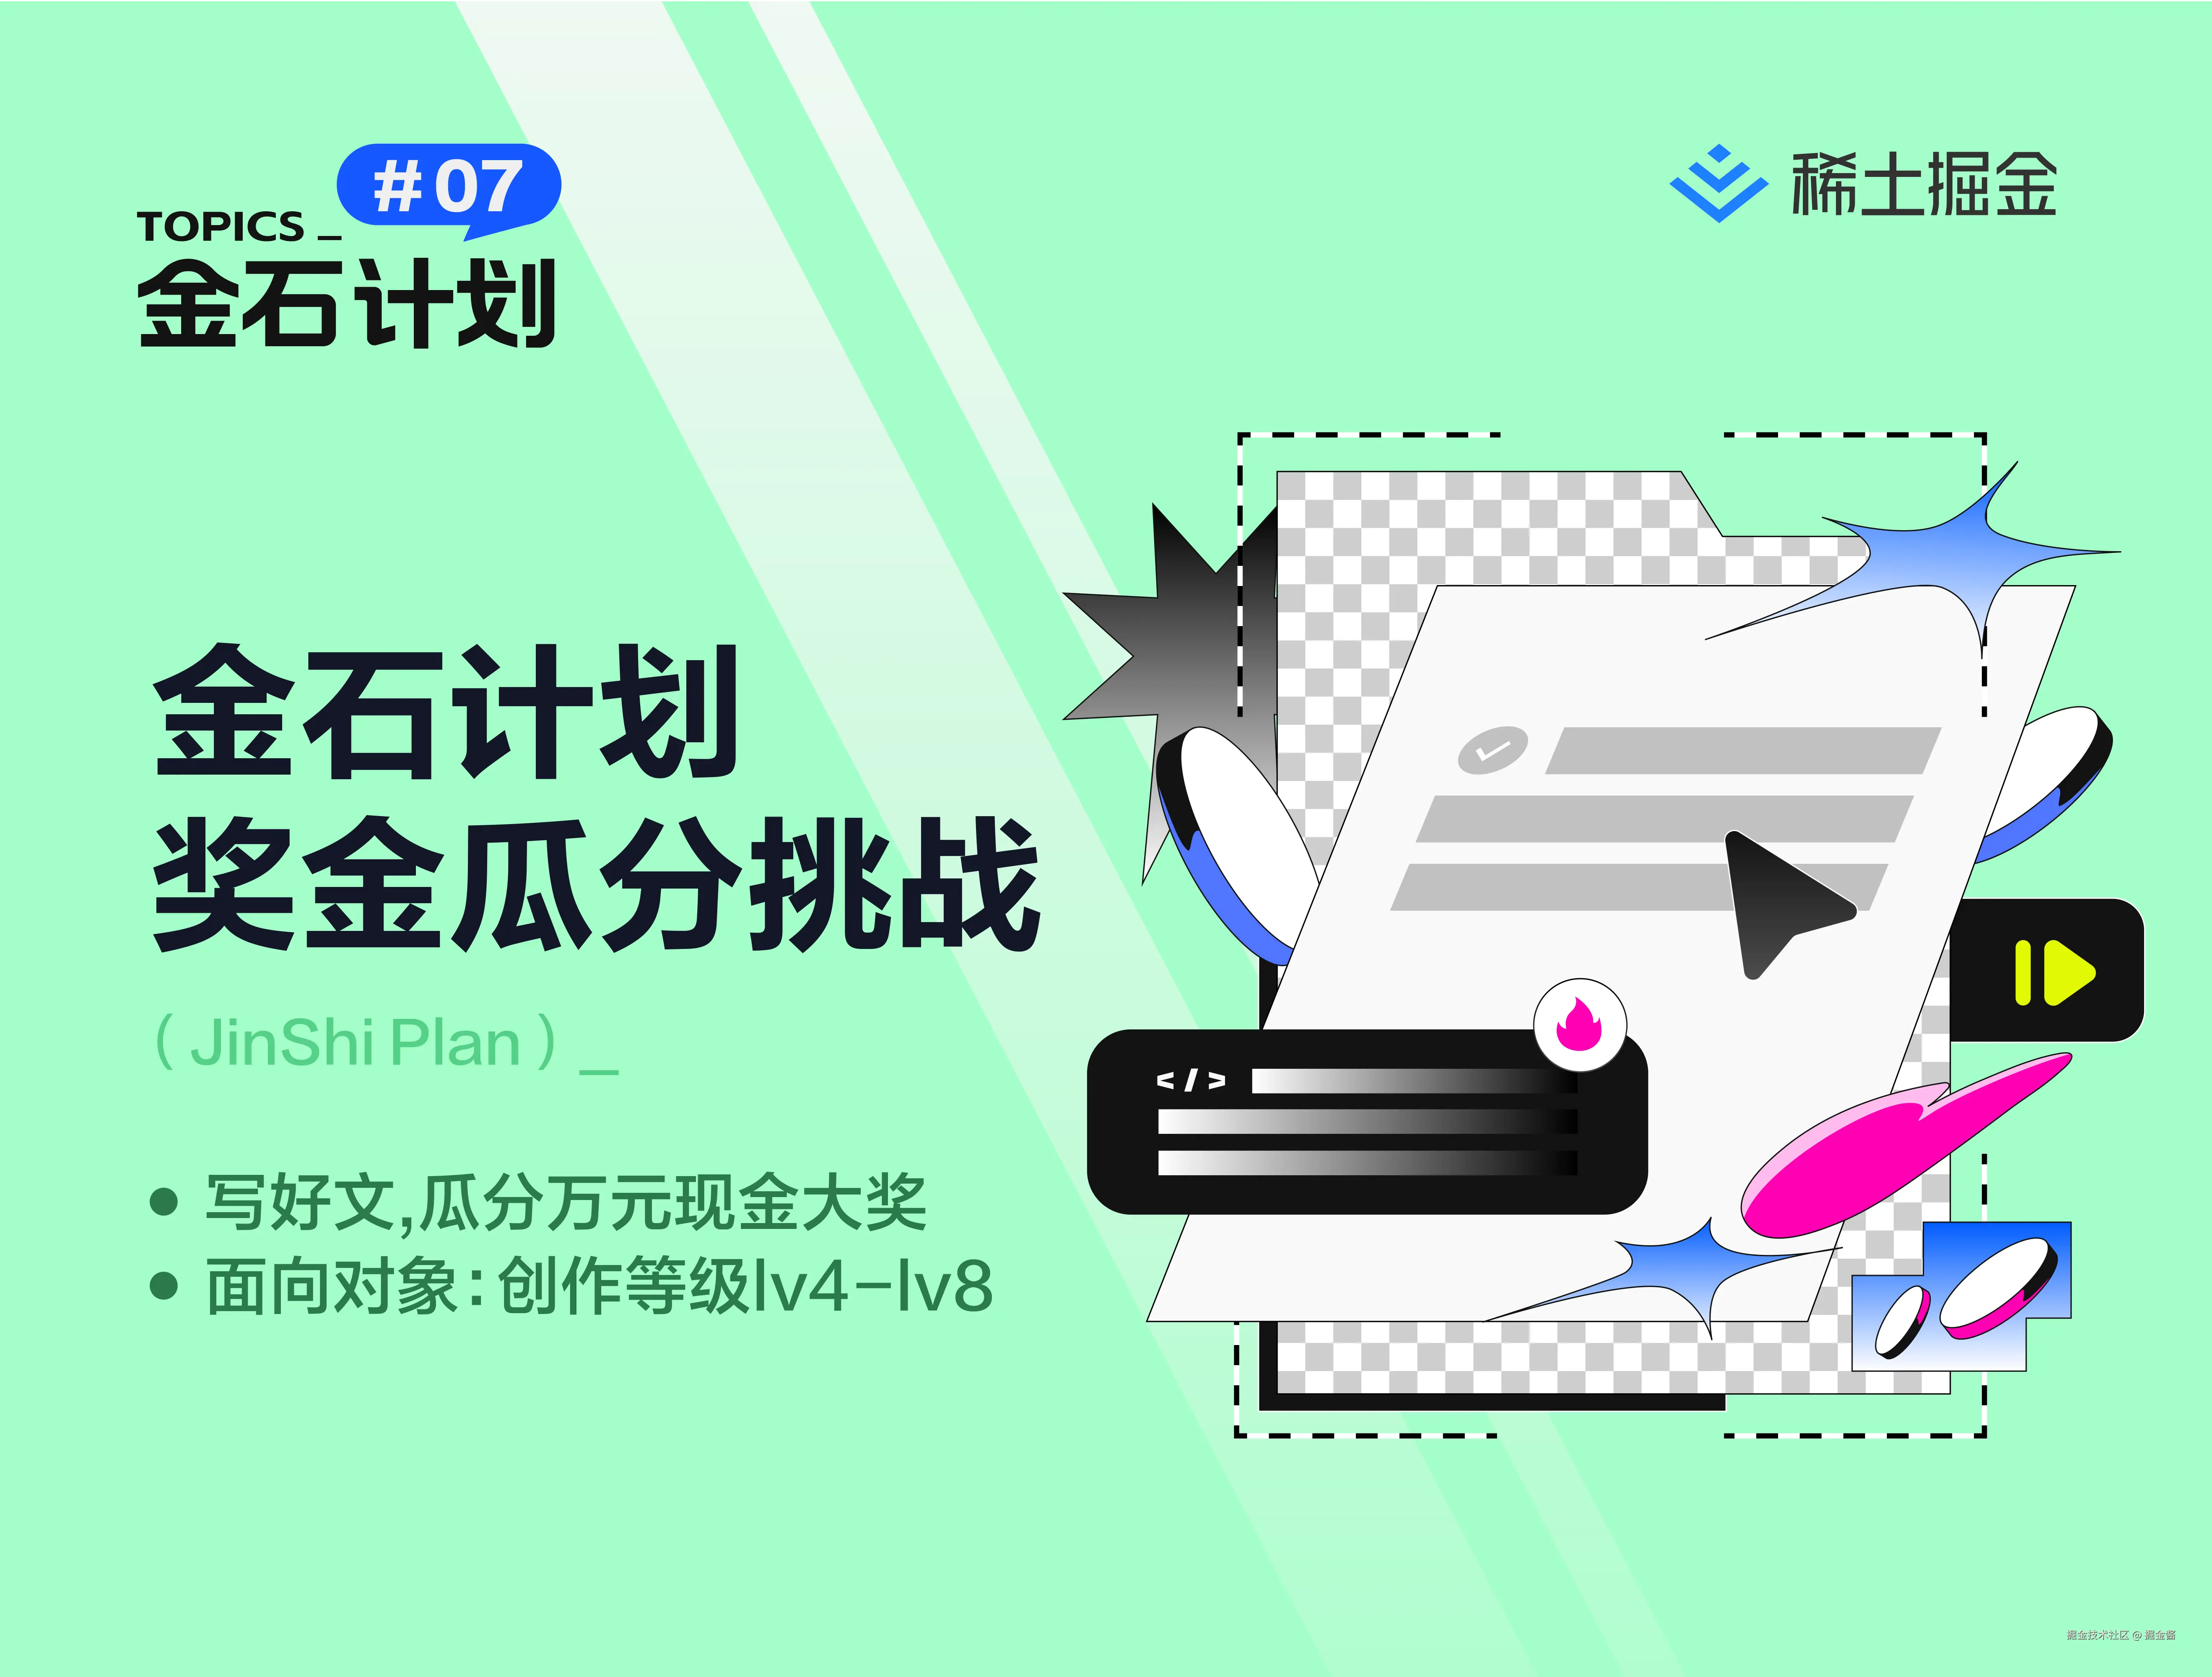 #07
TOPICS_
金石计划
稀土掘金
金石计划
奖金瓜分挑战
(JinShi Plan)_
● 写好文,瓜分万元现金大奖
● 面向对象:创作等级lv4-lv8
</>
掘金技术社区 @ 掘金酱